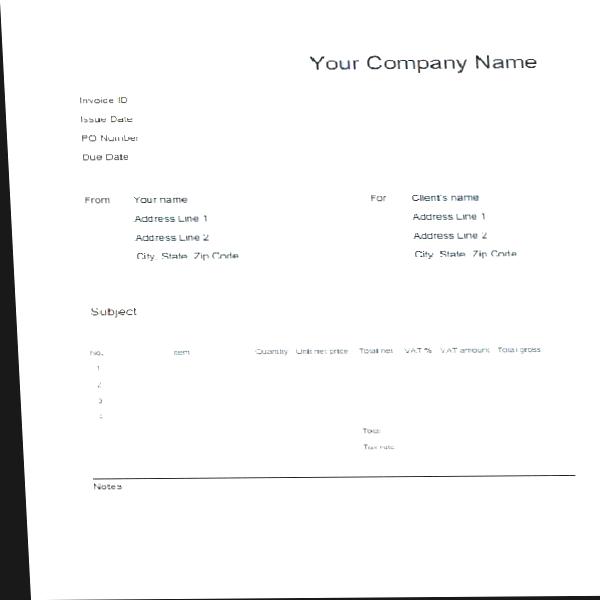 Your Company Name
Invoice ID
Issue Date
PO Number
Due Date
From Your name For Client's name
Address Line 1 Address Line 1
Address Line 2 Address Line 2
City, State, Zip Code City, State, Zip Code
Subject
No. Item Quantity Unit net price Total net VAT % VAT amount Total gross
1
2
3
4
Total
Tax rate
Notes